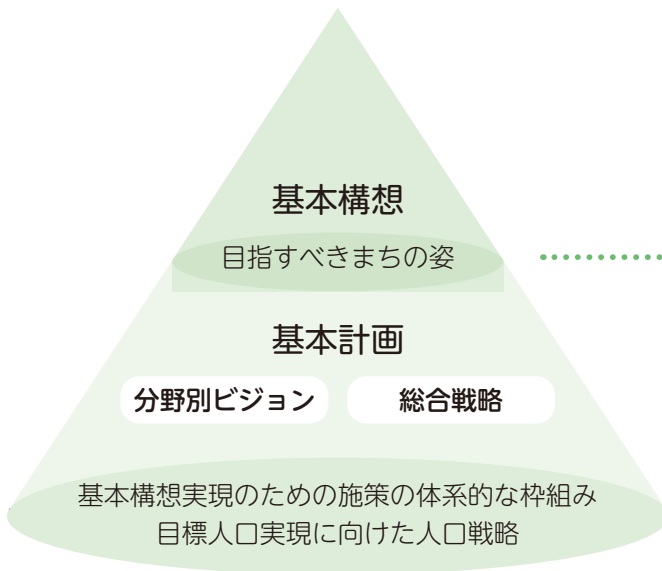 基本構想
目指すべきまちの姿
基本計画
分野別ビジョン
総合戦略
基本構想実現のための施策の体系的な枠組み
目標人口実現に向けた人口戦略